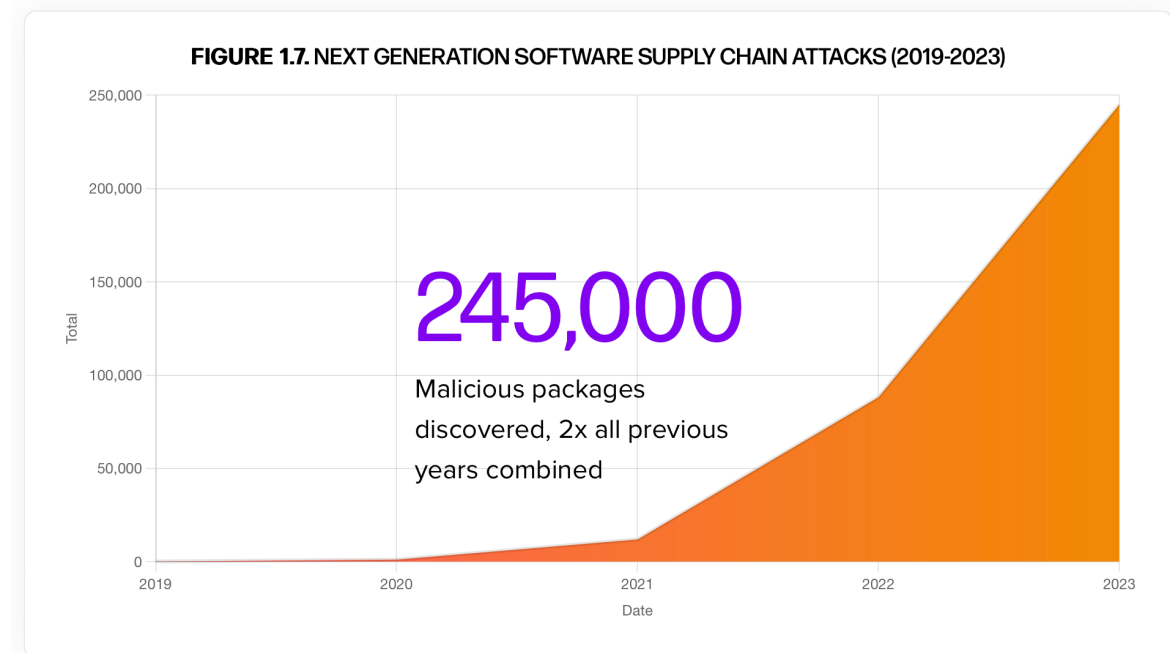 FIGURE 1.7. NEXT GENERATION SOFTWARE SUPPLY CHAIN ATTACKS (2019-2023)
250,000
200,000
150,000
100,000
50,000
0
Total
245,000
Malicious packages
discovered, 2x all previous
years combined
2019 2020 2021 2022 2023
Date